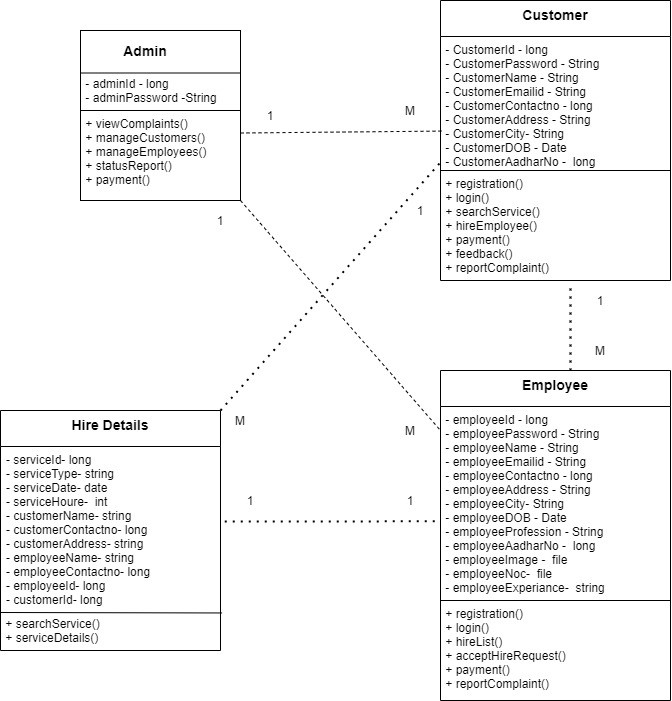 Admin
- adminId - long
- adminPassword -String
+ viewComplaints()
+ manageCustomers()
+ manageEmployees()
+ statusReport()
+ payment()
Customer
- CustomerId - long
- CustomerPassword - String
- CustomerName - String
- CustomerEmailid - String
- CustomerContactno - long
- CustomerAddress - String
- CustomerCity- String
- CustomerDOB - Date
- CustomerAadharNo - long
+ registration()
+ login()
+ searchService()
+ hireEmployee()
+ payment()
+ feedback()
+ reportComplaint()
1
M
1
1
1
M
M
M
1
1
Hire Details
- serviceId- long
- serviceType- string
- serviceDate- date
- serviceHoure- int
- customerName- string
- customerContactno- long
- customerAddress- string
- employeeName- string
- employeeContactno- long
- employeeId- long
- customerId- long
+ searchService()
+ serviceDetails()
Employee
- employeeId - long
- employeePassword - String
- employeeName - String
- employeeEmailid - String
- employeeContactno - long
- employeeAddress - String
- employeeCity- String
- employeeDOB - Date
- employeeProfession - String
- employeeAadharNo - long
- employeeImage - file
- employeeNoc- file
- employeeExperiance- string
+ registration()
+ login()
+ hireList()
+ acceptHireRequest()
+ payment()
+ reportComplaint()